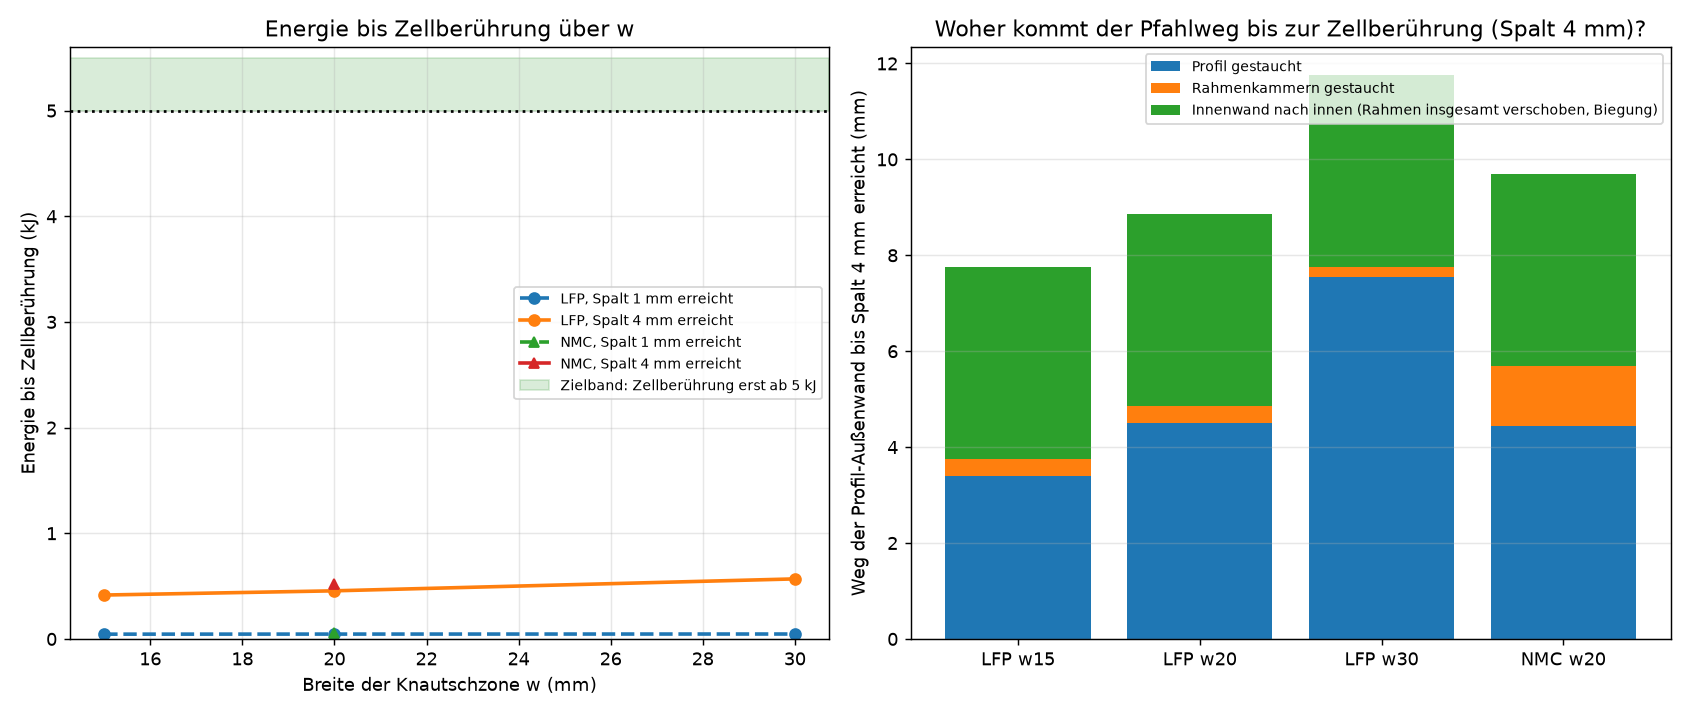 Energie bis Zellberührung über w
Energie bis Zellberührung (kJ)
5
4
3
2
1
0
LFP, Spalt 1 mm erreicht
LFP, Spalt 4 mm erreicht
NMC, Spalt 1 mm erreicht
NMC, Spalt 4 mm erreicht
Zielband: Zellberührung erst ab 5 kJ
16 18 20 22 24 26 28 30
Breite der Knautschzone w (mm)
Woher kommt der Pfahlweg bis zur Zellberührung (Spalt 4 mm)?
Weg der Profil-Außenwand bis Spalt 4 mm erreicht (mm)
12
10
8
6
4
2
0
Profil gestaucht
Rahmenkammern gestaucht
Innenwand nach innen (Rahmen insgesamt verschoben, Biegung)
LFP w15 LFP w20 LFP w30 NMC w20